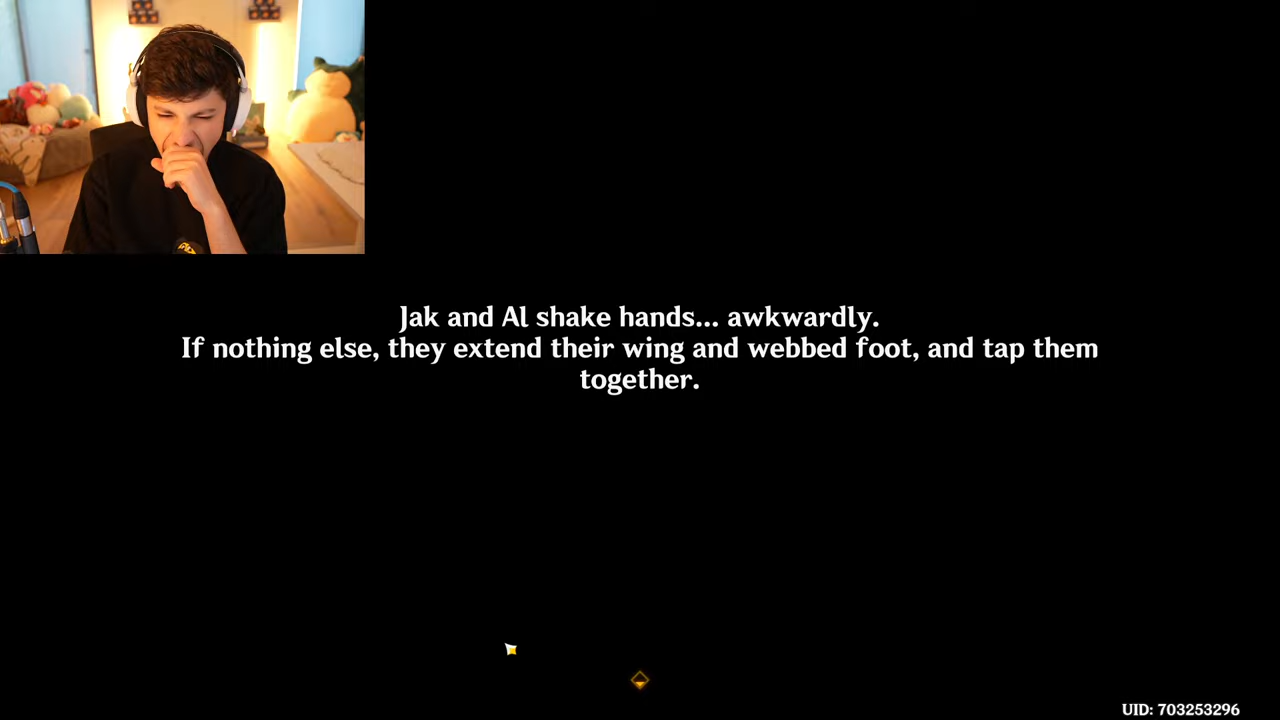 Jak and Al shake hands... awkwardly.
If nothing else, they extend their wing and webbed foot, and tap them
together.
UID: 703253296